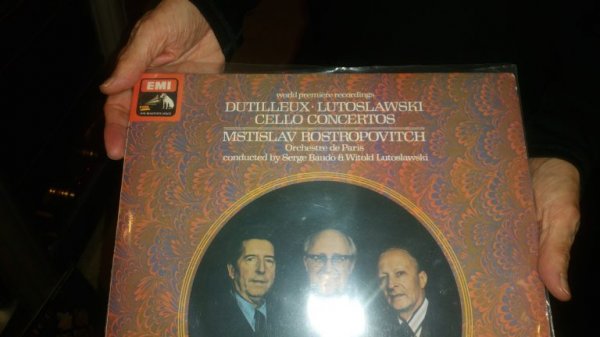 EMI
world premiere recordings
DUTILLEUX · LUTOSLAWSKI
CELLO CONCERTOS
MSTISLAV ROSTROPOVITCH
Orchestre de Paris
conducted by Serge Baudo & Witold Lutoslawski